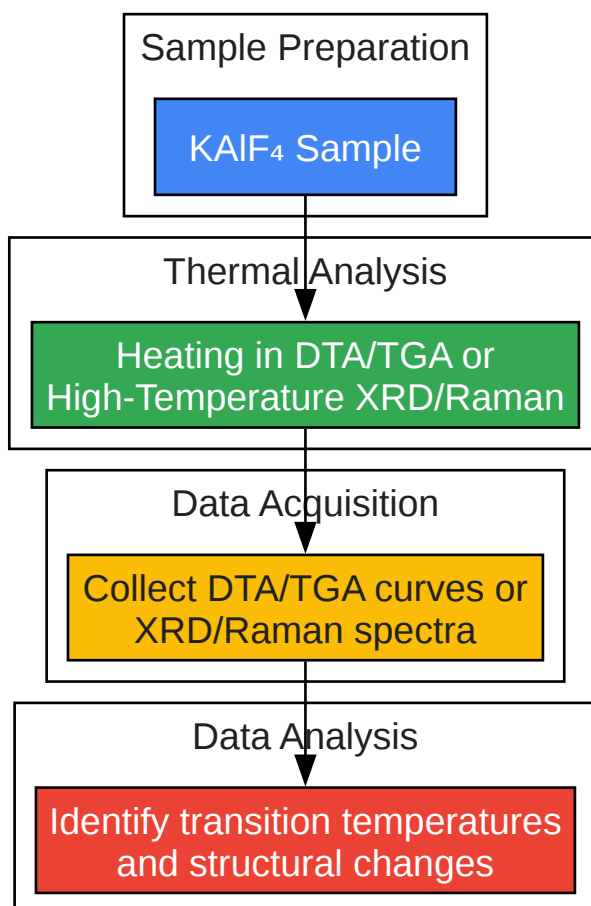 Sample Preparation
KAlF₄ Sample
Thermal Analysis
Heating in DTA/TGA or
High-Temperature XRD/Raman
Data Acquisition
Collect DTA/TGA curves or
XRD/Raman spectra
Data Analysis
Identify transition temperatures
and structural changes